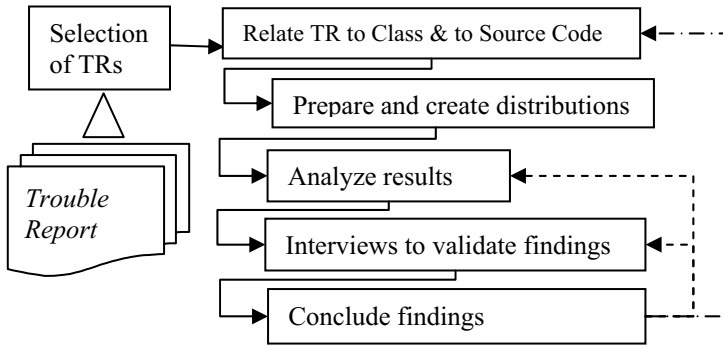 Selection
of TRs
Relate TR to Class & to Source Code
Prepare and create distributions
Trouble
Report
Analyze results
Interviews to validate findings
Conclude findings